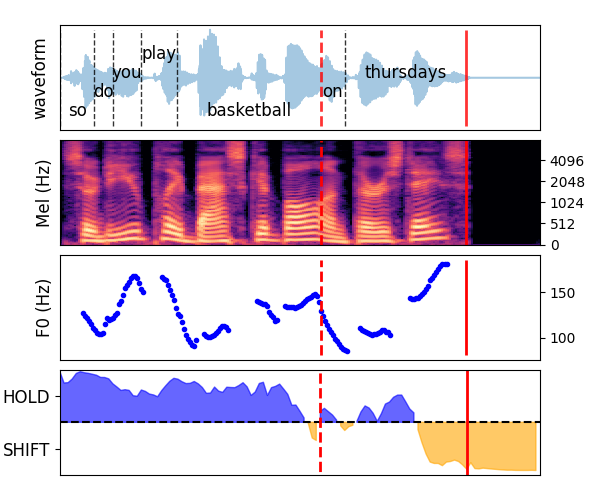 waveform
so do you play basketball on thursdays
Mel (Hz)
4096
2048
1024
512
0
F0 (Hz)
150
100
HOLD
SHIFT